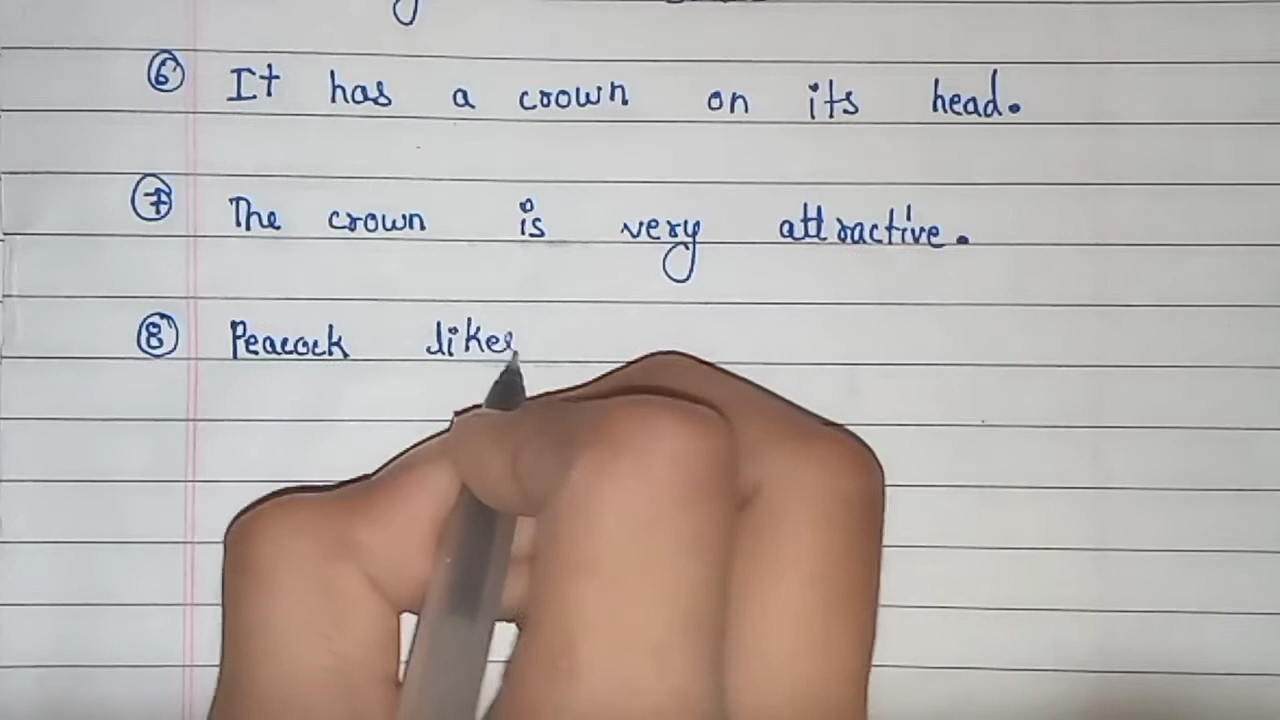 ⑥ It has a crown on its head.
⑦ The crown is very attractive.
⑧ Peacock likes